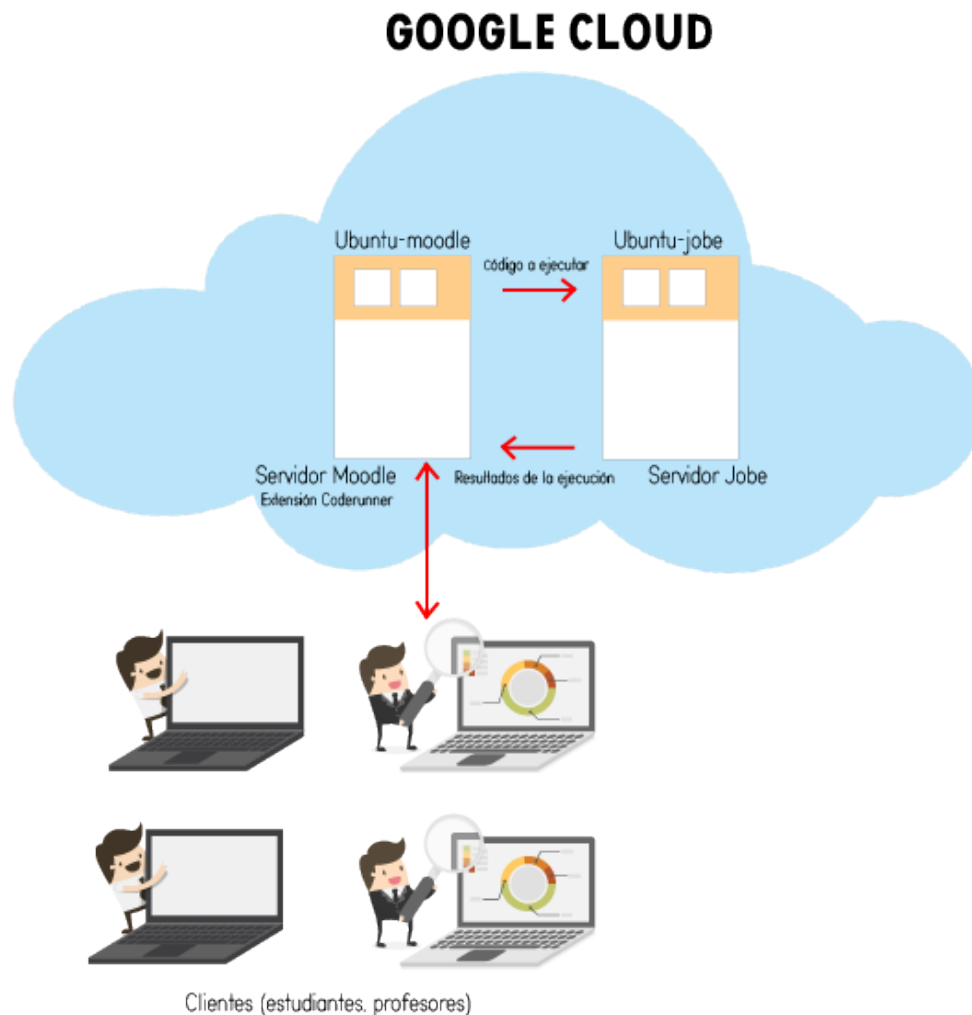 GOOGLE CLOUD
Ubuntu-moodle
Ubuntu-jobe
código a ejecutar
Servidor Moodle
Extensión Coderunner
Resultados de la ejecución
Servidor Jobe
Clientes (estudiantes, profesores)